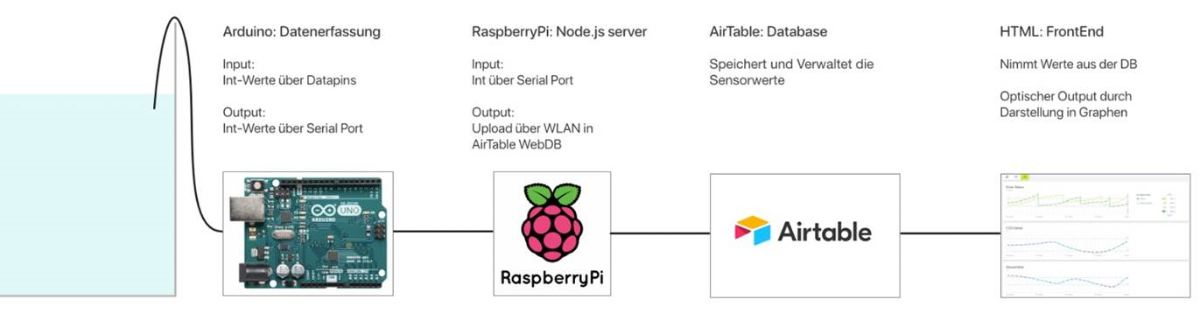 Arduino: Datenerfassung
Input:
Int-Werte über Datapins
Output:
Int-Werte über Serial Port
RaspberryPi: Node.js server
Input:
Int über Serial Port
Output:
Upload über WLAN in
AirTable WebDB
AirTable: Database
Speichert und Verwaltet die
Sensorwerte
HTML: FrontEnd
Nimmt Werte aus der DB
Optischer Output durch
Darstellung in Graphen
UNO
ARDUINO
RaspberryPi
Airtable